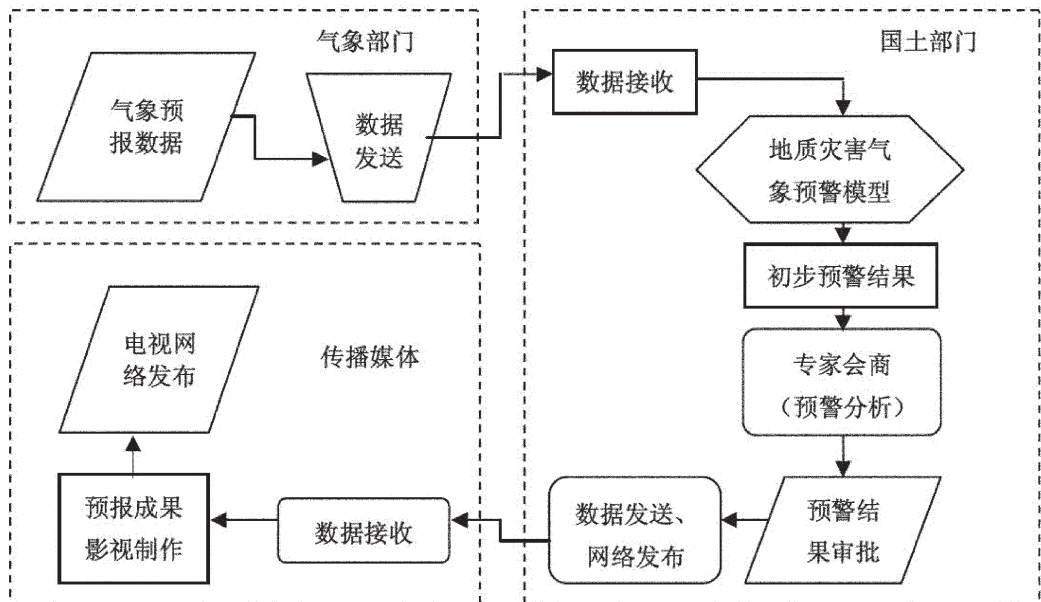 气象部门
气象预
报数据
数据
发送
国土部门
数据接收
地质灾害气
象预警模型
初步预警结果
专家会商
（预警分析）
预警结
果审批
数据发送、
网络发布
传播媒体
数据接收
预报成果
影视制作
电视网
络发布